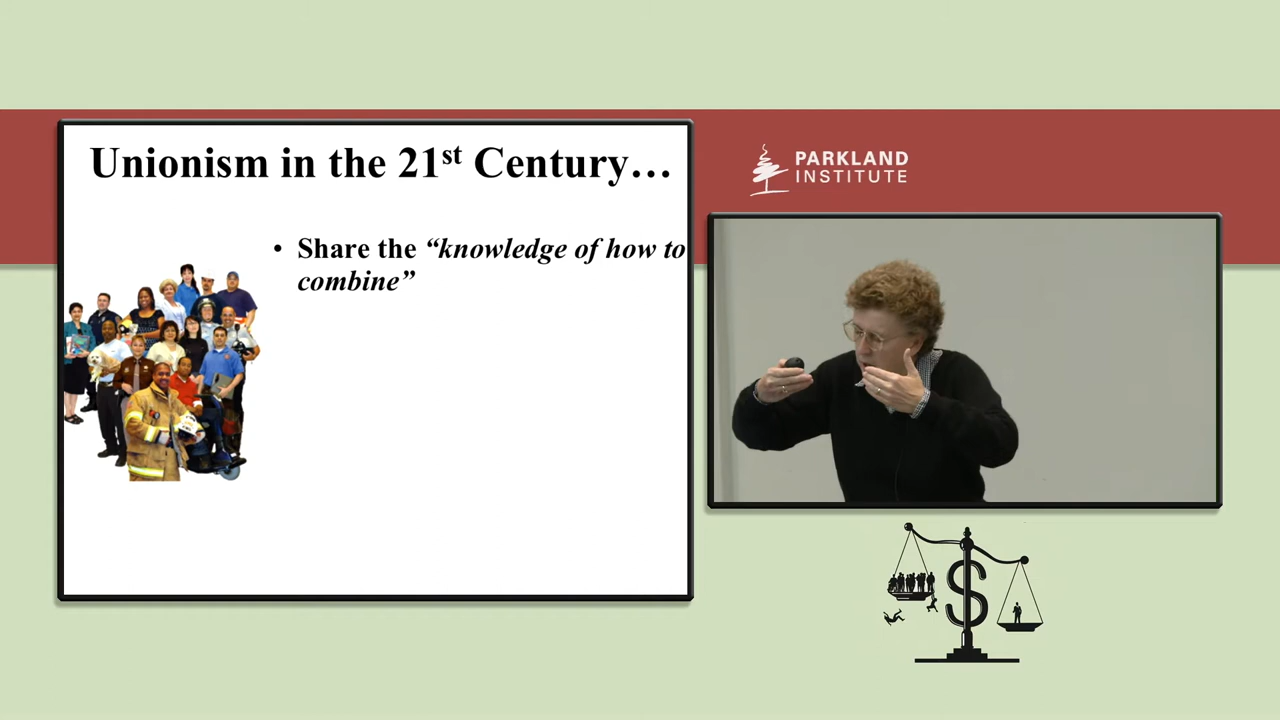 Unionism in the 21st Century…
• Share the “knowledge of how to
combine”
PARKLAND
INSTITUTE
$